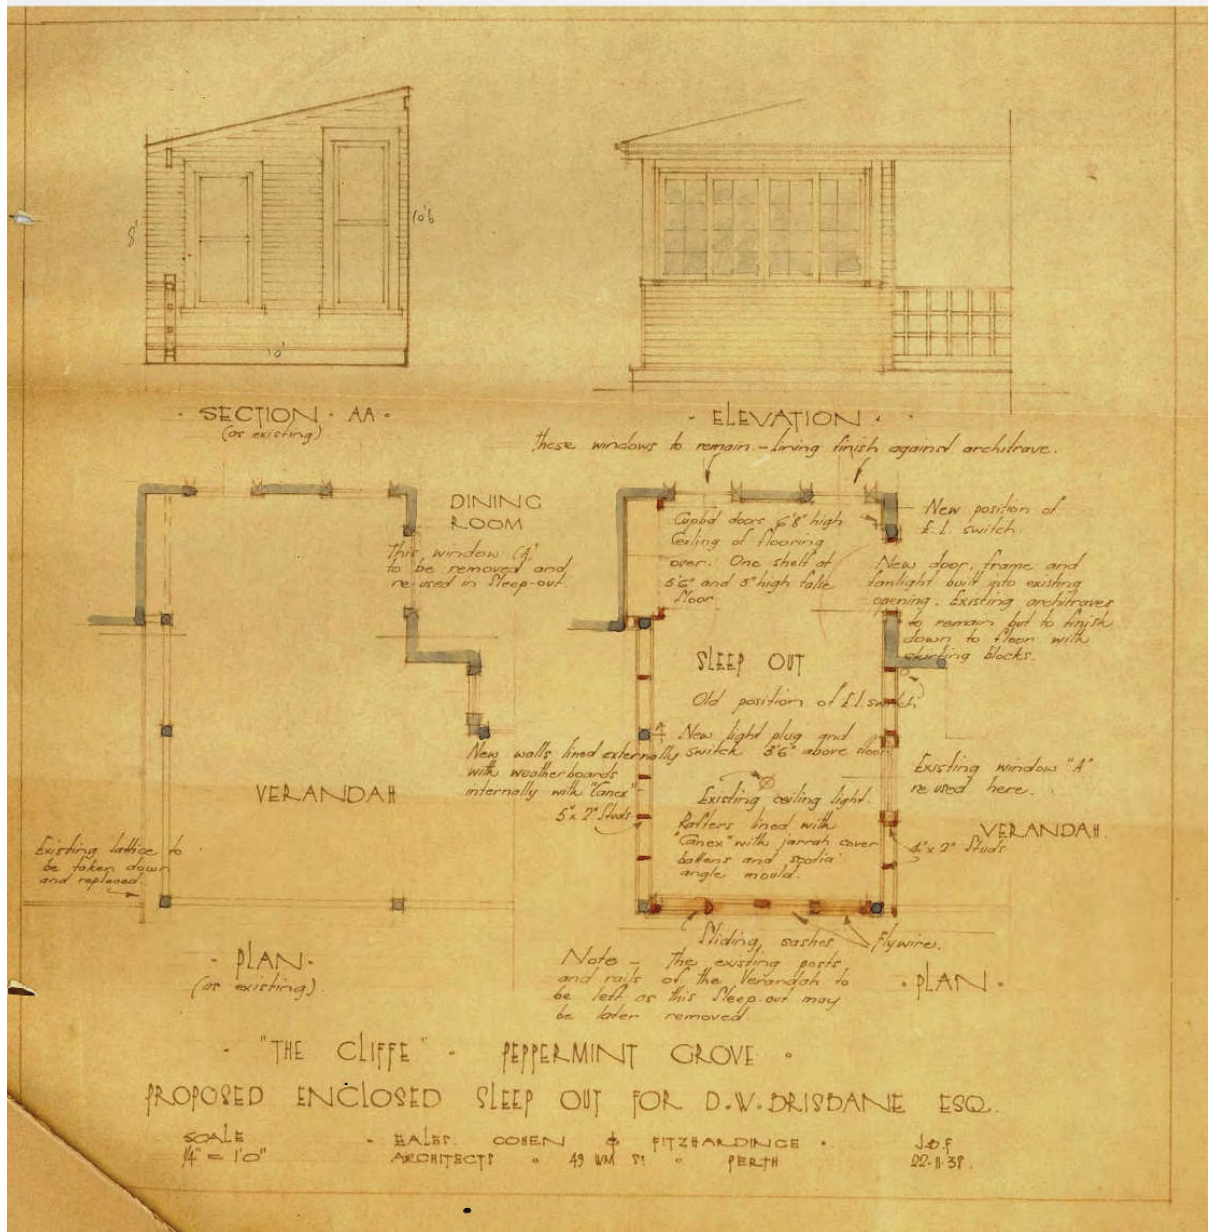 8'
10'6
10'
· SECTION · AA ·
(as existing)
· ELEVATION ·
these windows to remain – lining finish against architrave.
DINING
ROOM
This window 'A'
to be removed and
re-used in Sleep-out.
VERANDAH
Existing lattice to
be taken down
and replaced.
· PLAN ·
(as existing)
Cupbd doors 6'8" high
Ceiling of flooring
over. One shelf at
5'6" and 3" high false
floor
New position of
E.L. switch.
New door, frame and
fanlight built into existing
opening. Existing architraves
to remain but to finish
down to floor with
skirting blocks.
SLEEP OUT
Old position of E.L. switch
New light plug and
switch 3'6" above floor
New walls lined externally
with weatherboards
internally with "Canex"
5" x 2" Studs
Existing ceiling light.
Rafters lined with
"Canex" with jarrah cover
battens and scotia
angle mould.
Existing window "A"
re-used here.
VERANDAH.
4" x 2" Studs
Sliding sashes
Flywire.
Note – The existing posts
and rails of the Verandah to
be left as this Sleep-out may
be later removed.
· PLAN ·
· "THE CLIFFE" · PEPPERMINT GROVE ·
PROPOSED ENCLOSED SLEEP OUT FOR D.W. BRISBANE ESQ.
SCALE
1/4" = 1'0"
· EALES. COHEN & FITZHARDINGE ·
ARCHITECTS · 49 WM ST · PERTH
22·11·38.